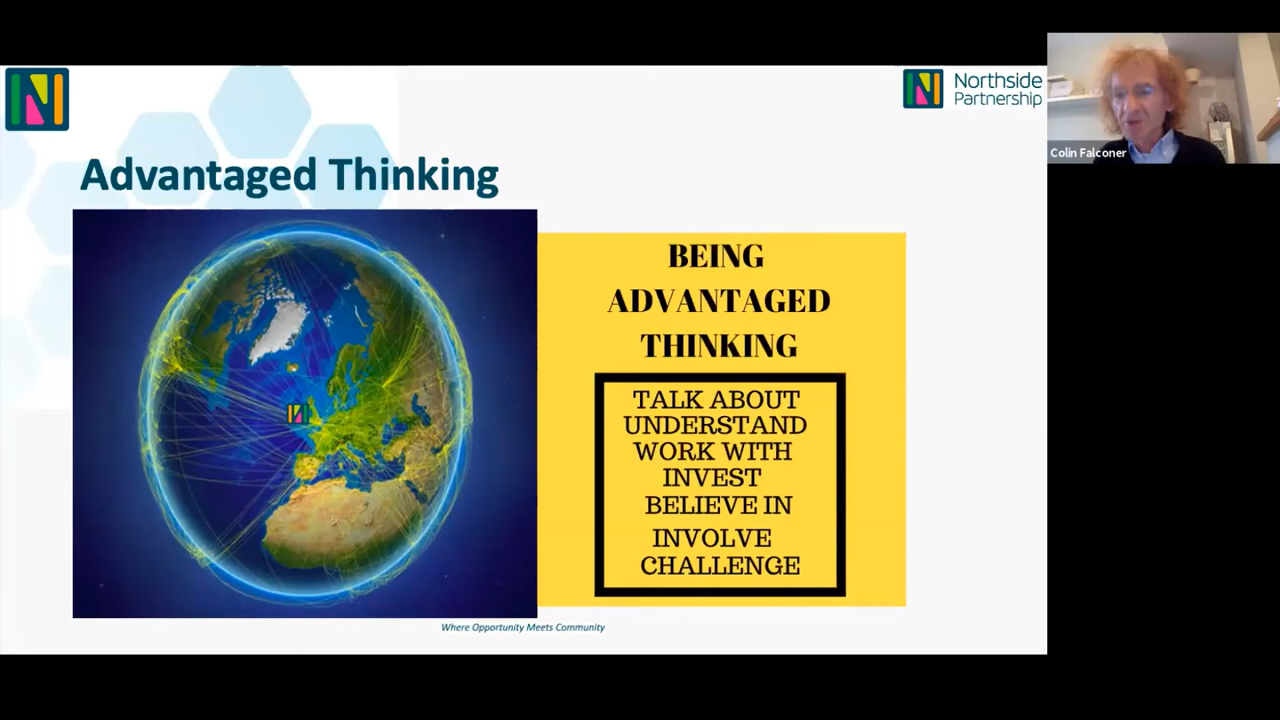 Northside
Partnership
Colin Falconer
Advantaged Thinking
BEING
ADVANTAGED
THINKING
TALK ABOUT
UNDERSTAND
WORK WITH
INVEST
BELIEVE IN
INVOLVE
CHALLENGE
Where Opportunity Meets Community